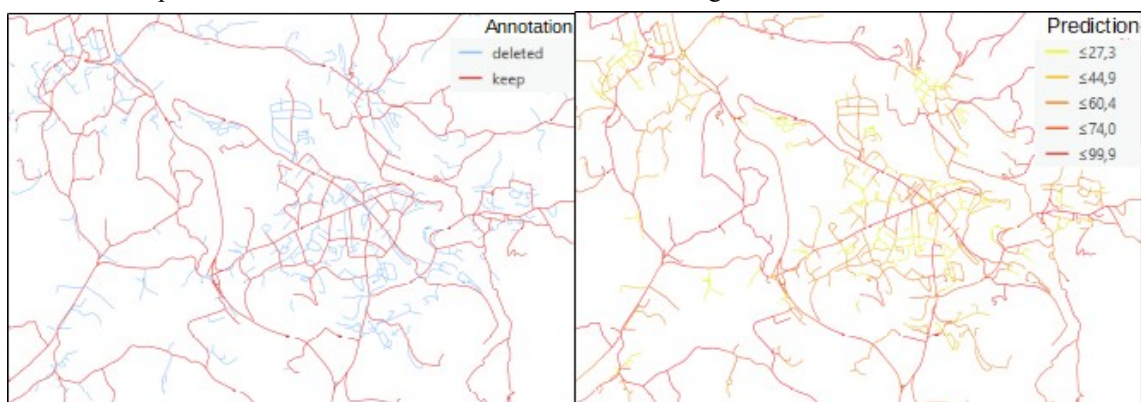 Annotation
deleted
keep
Prediction
≤27,3
≤44,9
≤60,4
≤74,0
≤99,9